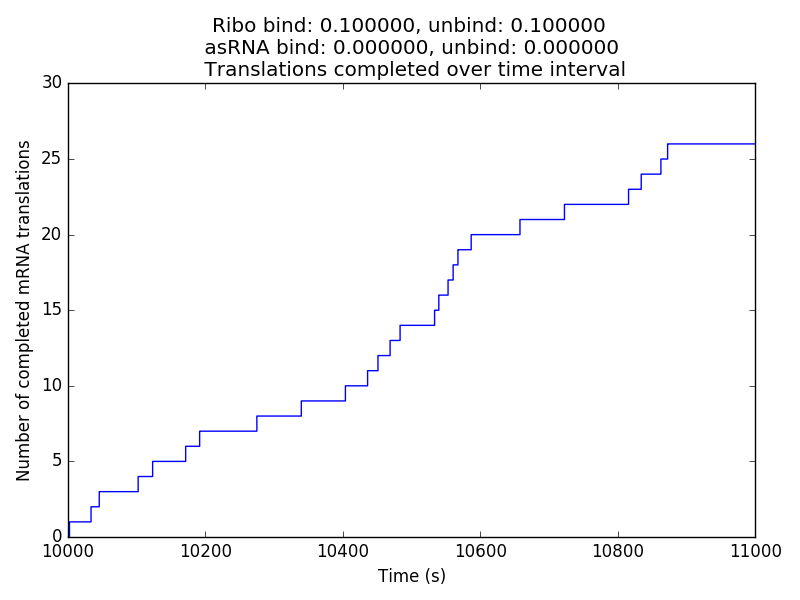 Ribo bind: 0.100000, unbind: 0.100000
asRNA bind: 0.000000, unbind: 0.000000
Translations completed over time interval
Number of completed mRNA translations
30
25
20
15
10
5
0
10000 10200 10400 10600 10800 11000
Time (s)